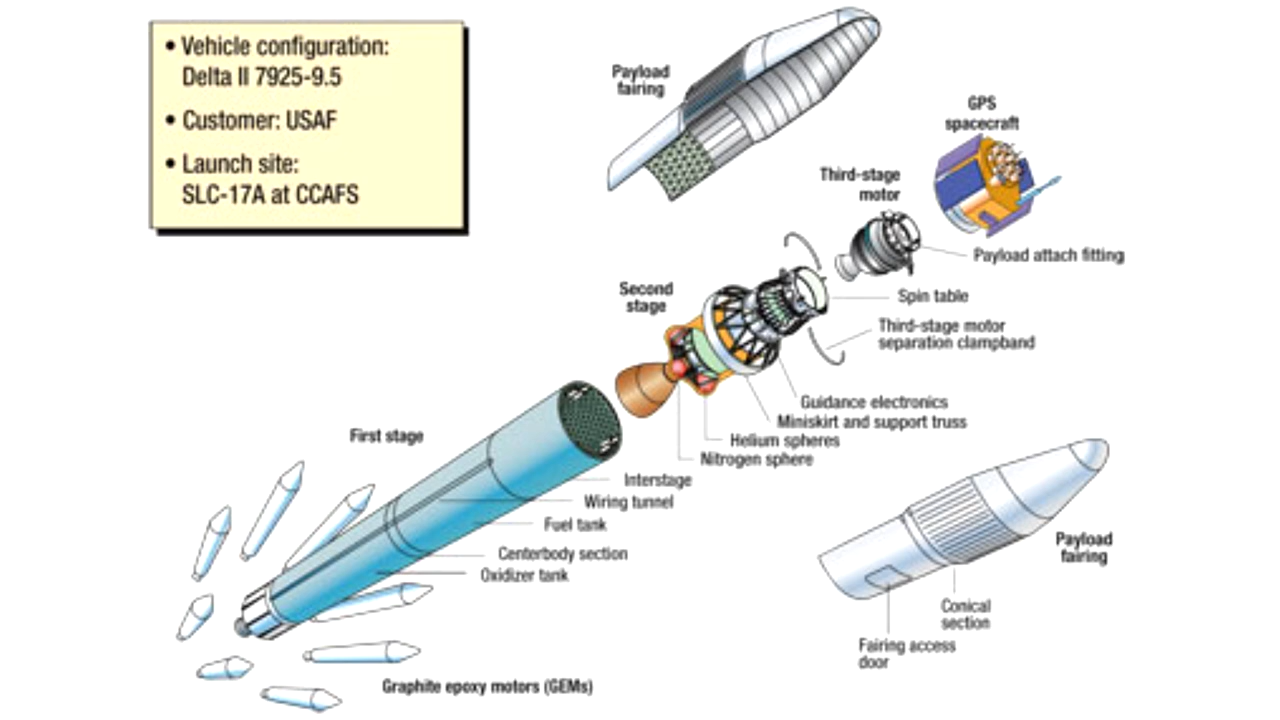 • Vehicle configuration:
Delta II 7925-9.5
• Customer: USAF
• Launch site:
SLC-17A at CCAFS
Payload
fairing
GPS
spacecraft
Third-stage
motor
Payload attach fitting
Spin table
Third-stage motor
separation clampband
Second
stage
Guidance electronics
Miniskirt and support truss
Helium spheres
Nitrogen sphere
First stage
Interstage
Wiring tunnel
Fuel tank
Centerbody section
Oxidizer tank
Payload
fairing
Conical
section
Fairing access
door
Graphite epoxy motors (GEMs)